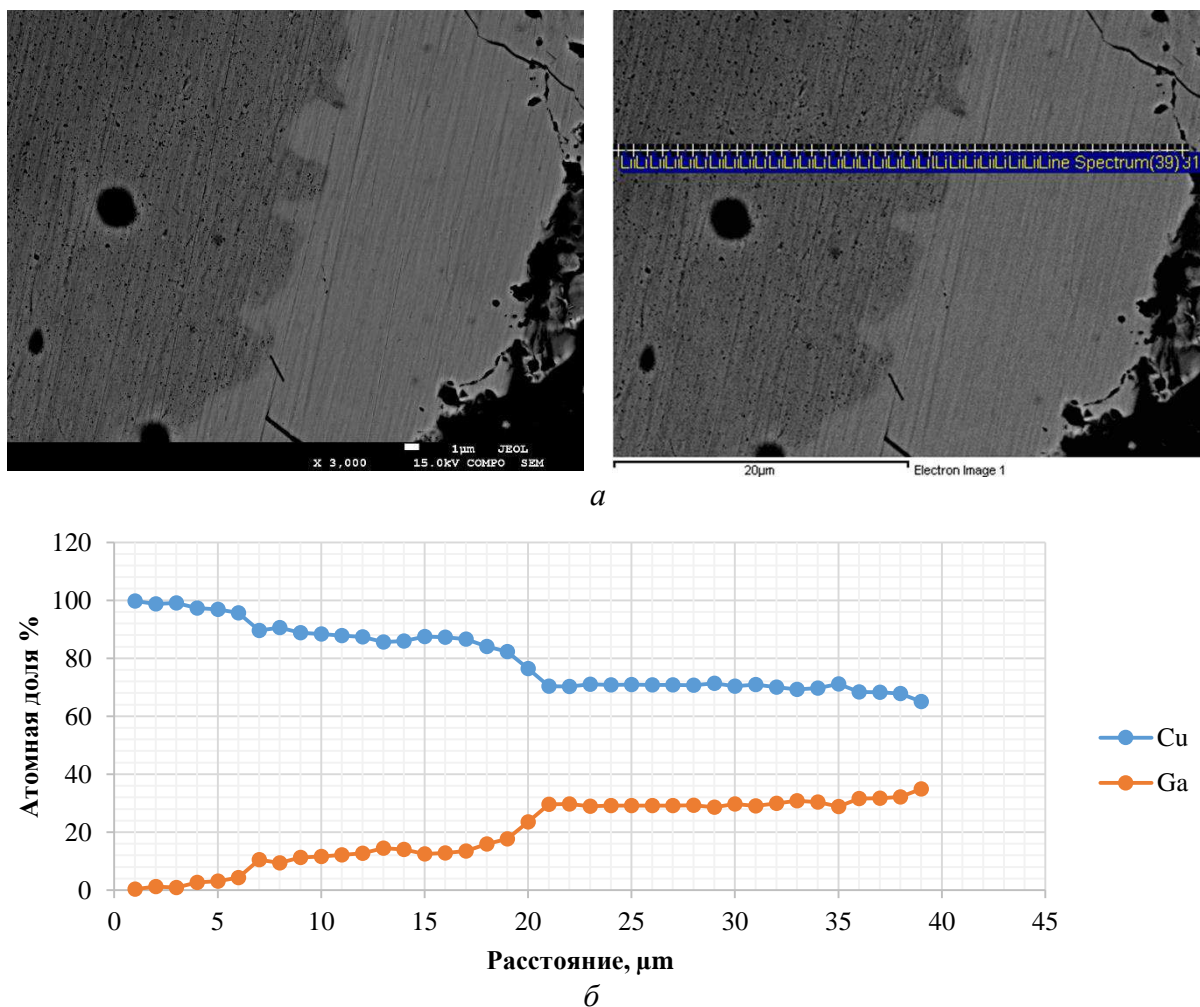 1µm JEOL
X 3,000 15.0kV COMPO SEM
LiLiLiLiLiLiLiLiLiLiLiLiLiLiLiLiLiLiLiLiLiLiLiLiLiLiLiLiLiLine Spectrum(39)
20µm Electron Image 1
а
120
100
80
60
40
20
0
0 5 10 15 20 25 30 35 40 45
Атомная доля %
Расстояние, µm
Cu
Ga
б